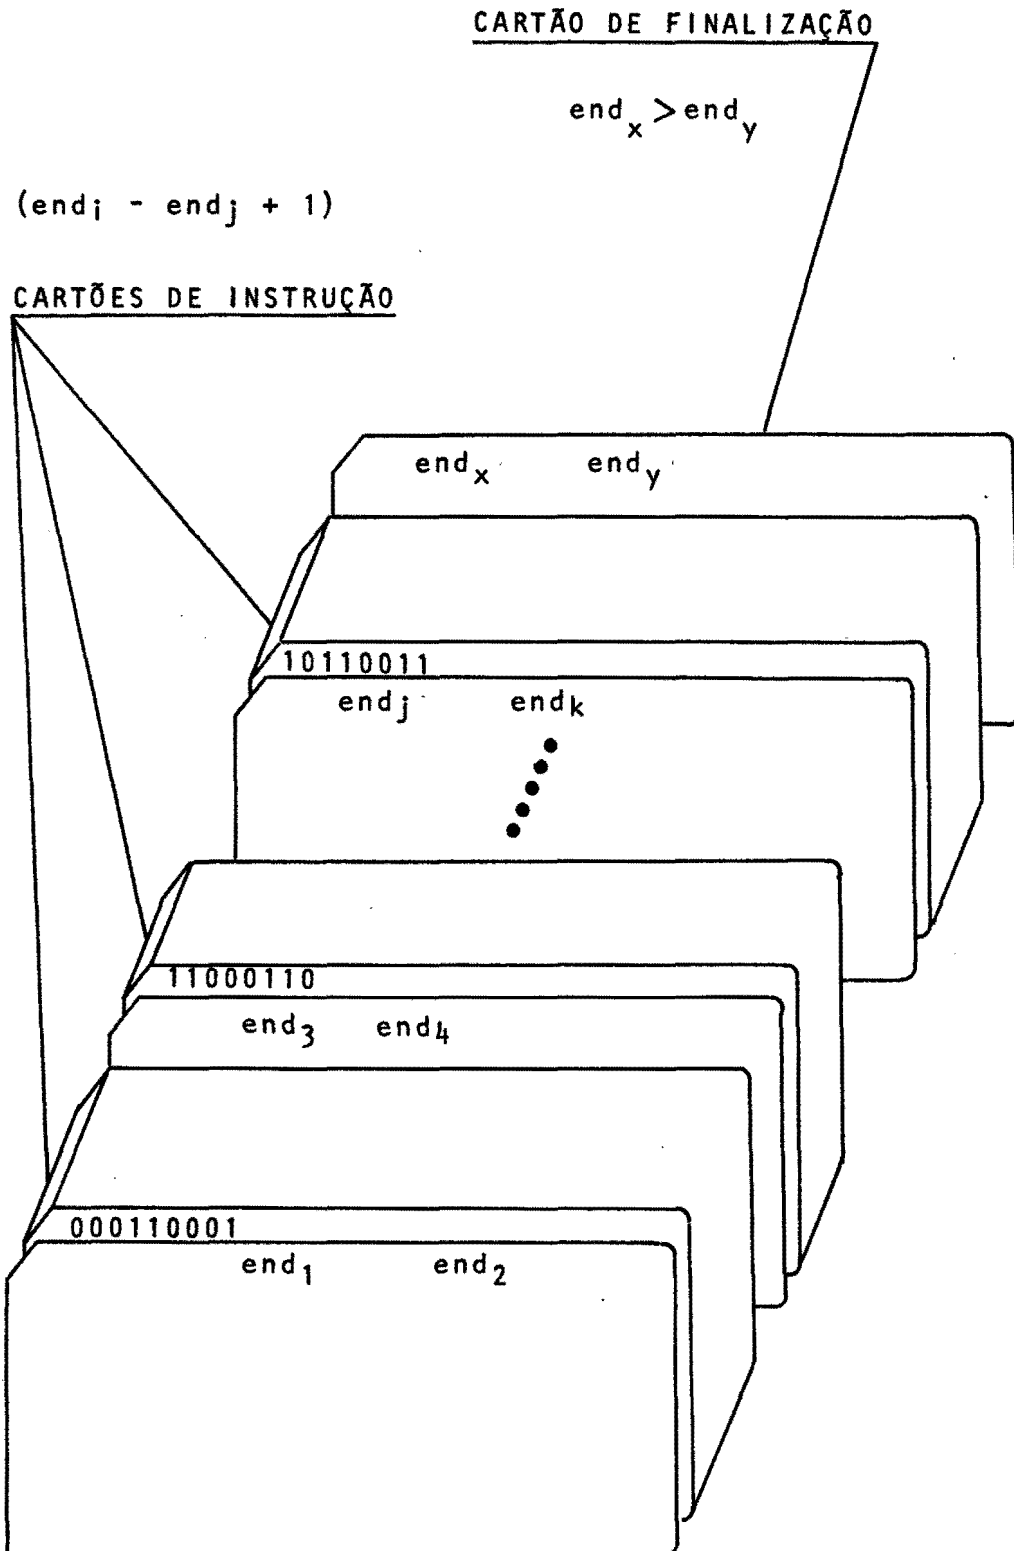 CARTÃO DE FINALIZAÇÃO
end_x > end_y
(end_i - end_j + 1)
CARTÕES DE INSTRUÇÃO
end_x end_y
10110011
end_j end_k
11000110
end_3 end_4
000110001
end_1 end_2